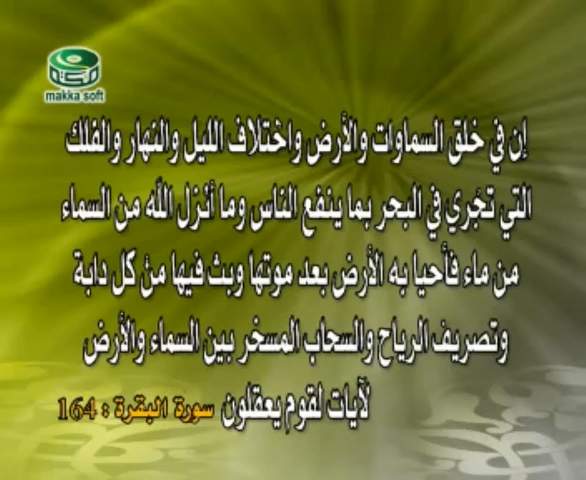 makka soft
إن في خلق السماوات والأرض واختلاف الليل والنهار والفلك
التي تجري في البحر بما ينفع الناس وما أنزل الله من السماء
من ماء فأحيا به الأرض بعد موتها وبث فيها من كل دابة
وتصريف الرياح والسحاب المسخر بين السماء والأرض
لآيات لقوم يعقلون سورة البقرة : 164